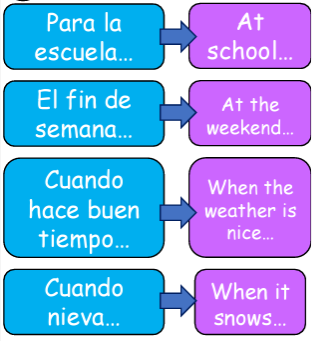 Para la
escuela...
At
school...
El fin de
semana...
At the
weekend...
Cuando
hace buen
tiempo...
When the
weather is
nice...
Cuando
nieva...
When it
snows...